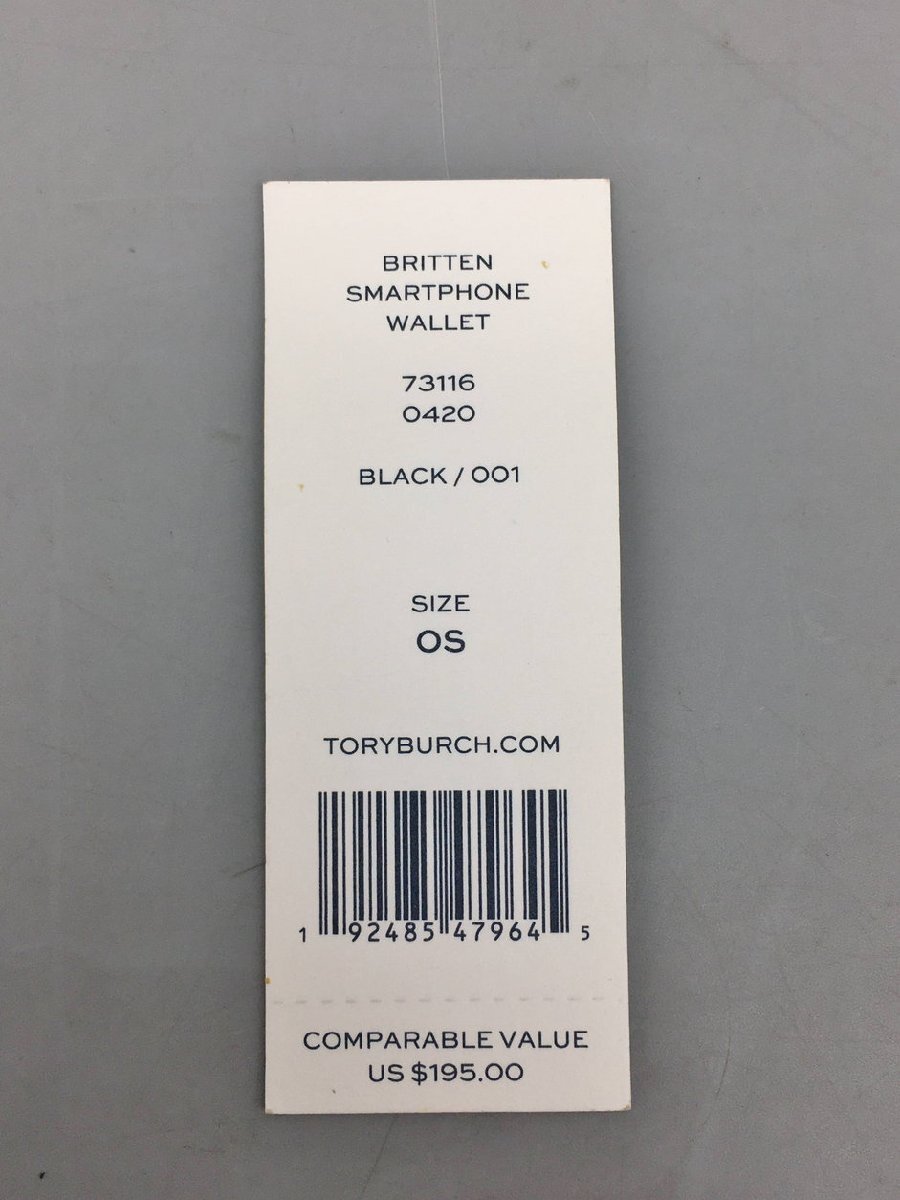 BRITTEN
SMARTPHONE
WALLET
73116
0420
BLACK / 001
SIZE
OS
TORYBURCH.COM
1 92485 47964 5
COMPARABLE VALUE
US $195.00